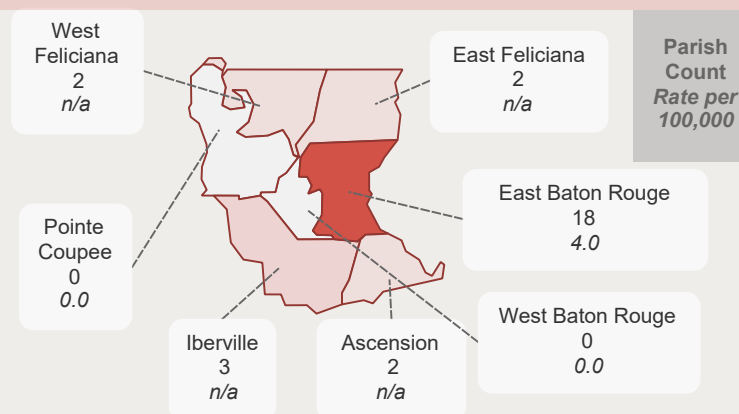 West
Feliciana
2
n/a
East Feliciana
2
n/a
Parish
Count
Rate per
100,000
East Baton Rouge
18
4.0
Pointe
Coupee
0
0.0
West Baton Rouge
0
0.0
Iberville
3
n/a
Ascension
2
n/a